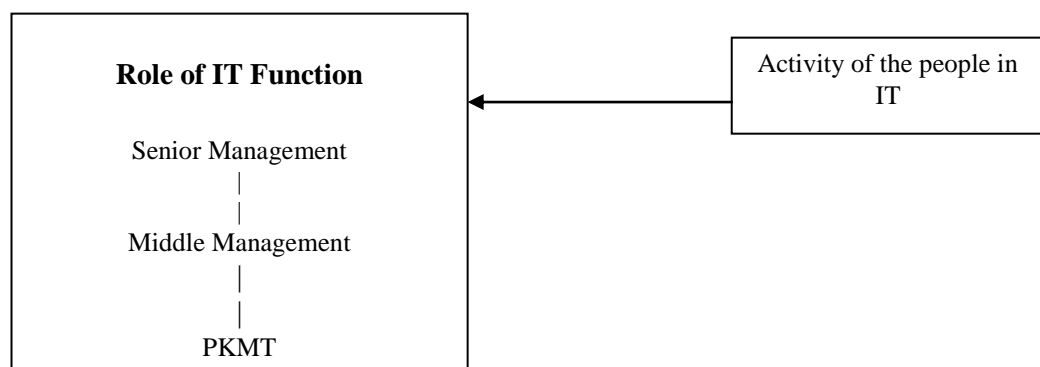 Role of IT Function
Senior Management
Middle Management
PKMT
Activity of the people in
IT